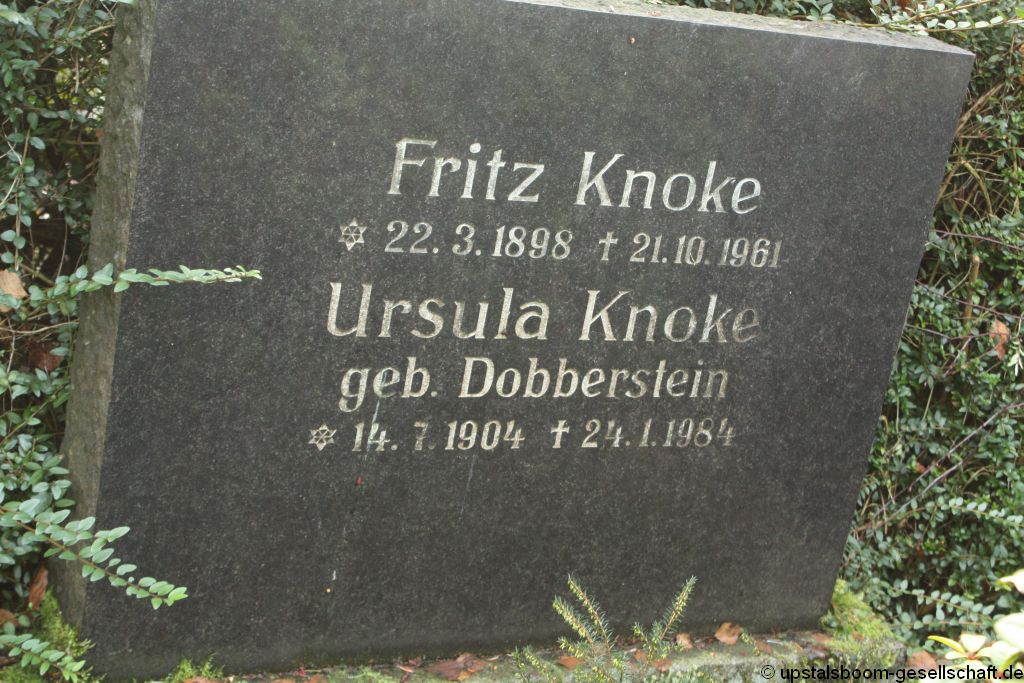 Fritz Knoke
✡ 22.3.1898 † 21.10.1961
Ursula Knoke
geb. Dobberstein
✡ 14.7.1904 † 24.1.1984
© upstalsboom-gesellschaft.de